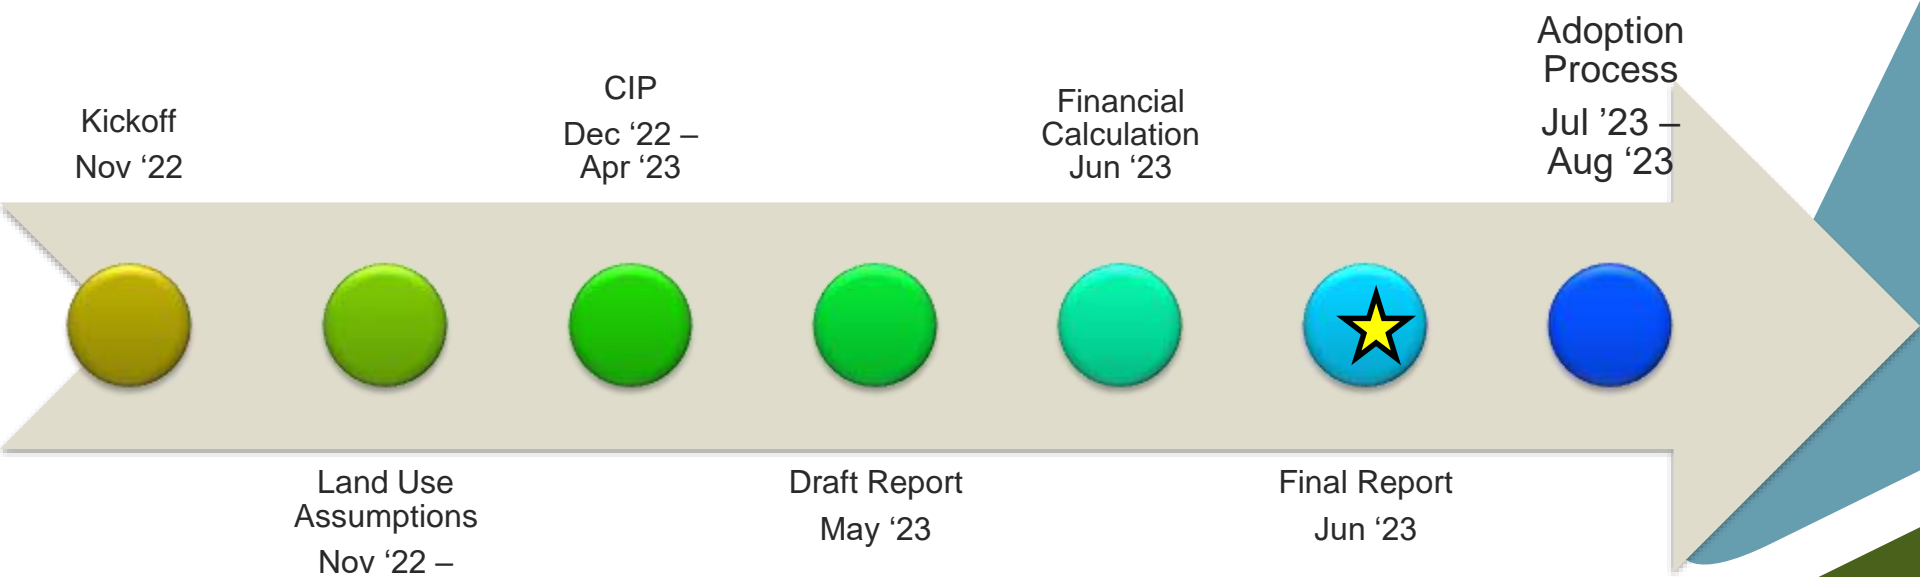 Kickoff
Nov ‘22
Land Use
Assumptions
Nov ‘22 –
CIP
Dec ‘22 –
Apr ‘23
Draft Report
May ‘23
Financial
Calculation
Jun ‘23
Final Report
Jun ‘23
Adoption
Process
Jul ’23 –
Aug ‘23